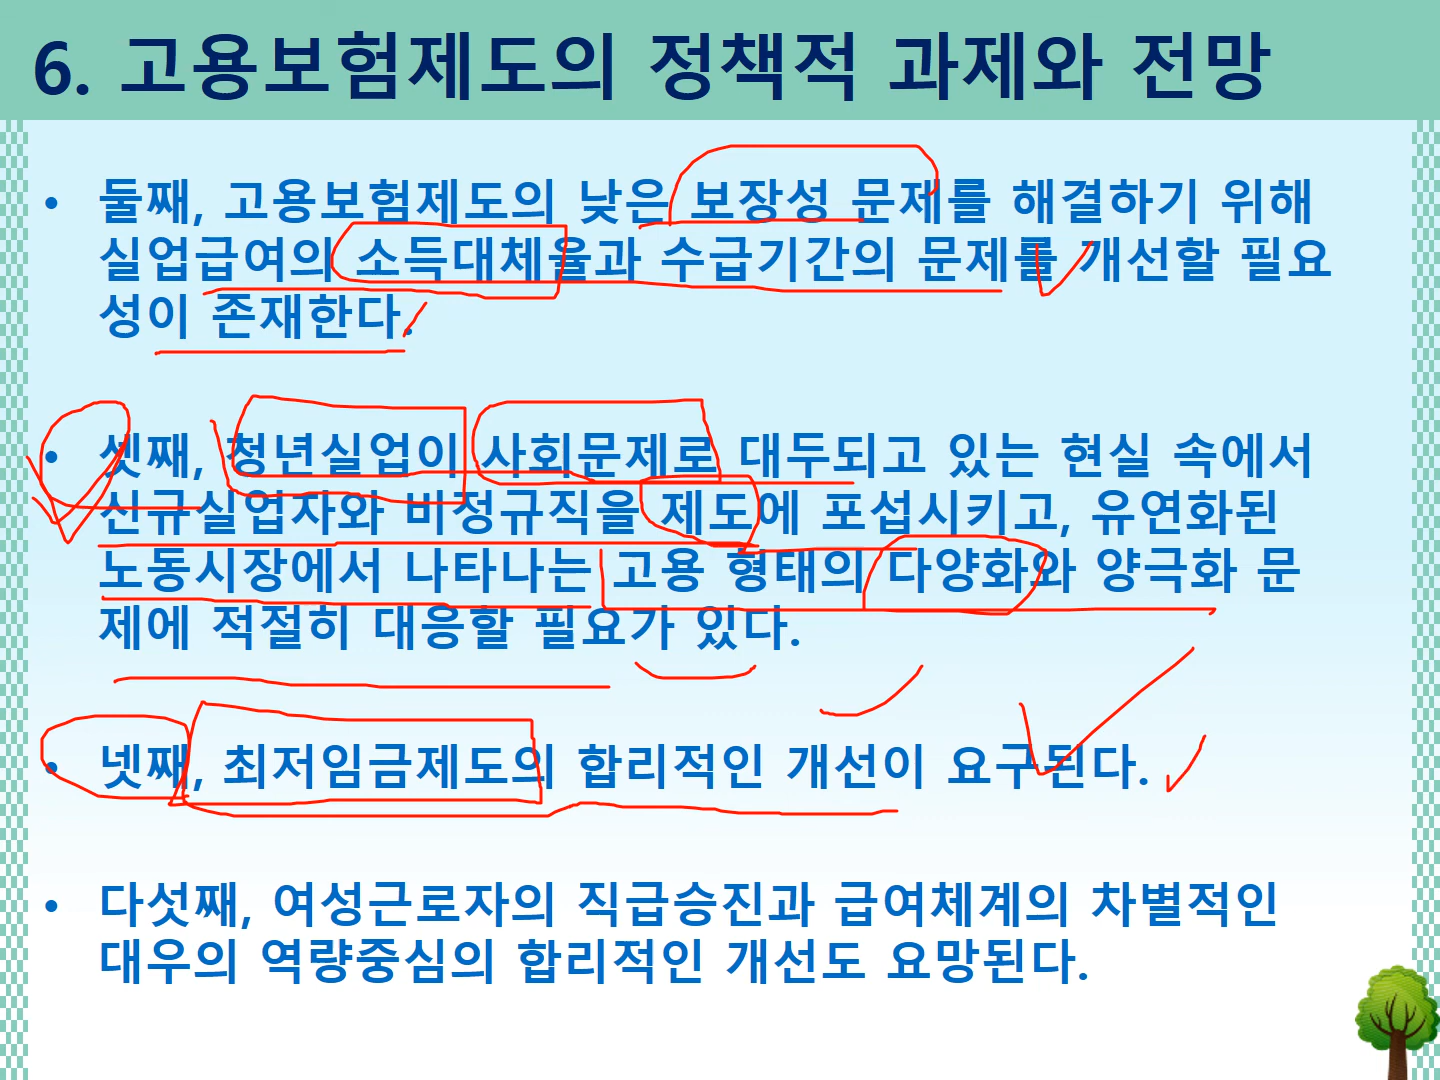 6. 고용보험제도의 정책적 과제와 전망
• 둘째, 고용보험제도의 낮은 보장성 문제를 해결하기 위해
실업급여의 소득대체율과 수급기간의 문제를 개선할 필요
성이 존재한다.
• 셋째, 청년실업이 사회문제로 대두되고 있는 현실 속에서
신규실업자와 비정규직을 제도에 포섭시키고, 유연화된
노동시장에서 나타나는 고용 형태의 다양화와 양극화 문
제에 적절히 대응할 필요가 있다.
• 넷째, 최저임금제도의 합리적인 개선이 요구된다.
• 다섯째, 여성근로자의 직급승진과 급여체계의 차별적인
대우의 역량중심의 합리적인 개선도 요망된다.